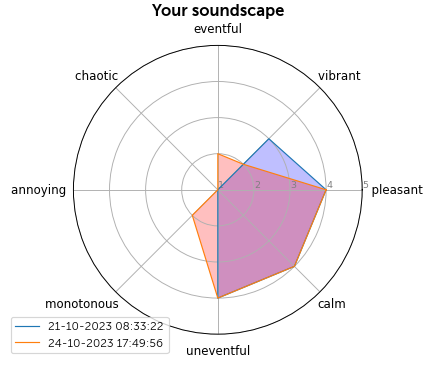 Your soundscape
eventful
chaotic
vibrant
annoying
1 2 3 4 5
pleasant
monotonous
calm
21-10-2023 08:33:22
24-10-2023 17:49:56
uneventful